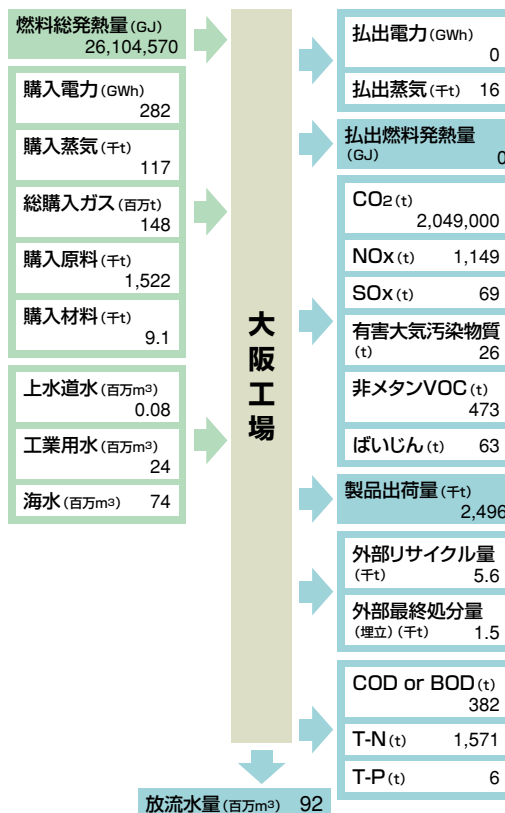 燃料総発熱量(GJ)
26,104,570
購入電力(GWh)
282
購入蒸気(千t)
117
総購入ガス(百万t)
148
購入原料(千t)
1,522
購入材料(千t)
9.1
上水道水(百万m³)
0.08
工業用水(百万m³)
24
海水(百万m³) 74
大阪工場
払出電力(GWh)
0
払出蒸気(千t) 16
払出燃料発熱量
(GJ) 0
CO₂(t)
2,049,000
NOx(t) 1,149
SOx(t) 69
有害大気汚染物質
(t) 26
非メタンVOC(t)
473
ばいじん(t) 63
製品出荷量(千t)
2,496
外部リサイクル量
(千t) 5.6
外部最終処分量
(埋立)(千t) 1.5
COD or BOD(t)
382
T-N(t) 1,571
T-P(t) 6
放流水量(百万m³) 92